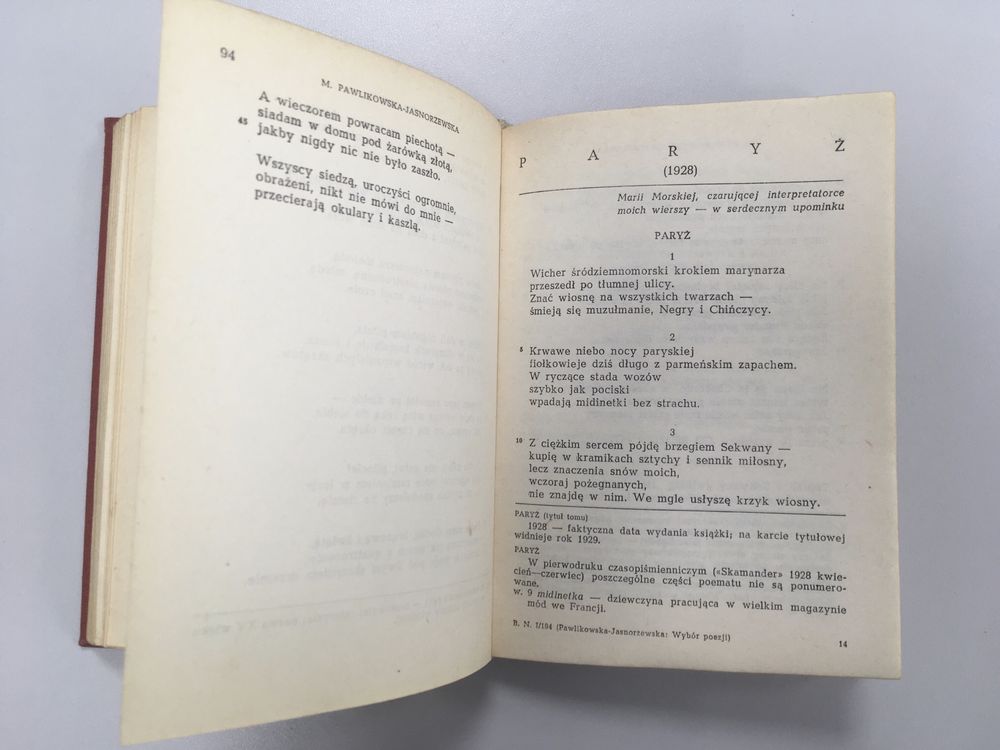 94
M. PAWLIKOWSKA-JASNORZEWSKA
A wieczorem powracam piechotą —
45 siadam w domu pod żarówką złotą,
jakby nigdy nic nie było zaszło.
Wszyscy siedzą, uroczyści ogromnie,
obrażeni, nikt nie mówi do mnie —
przecierają okulary i kaszlą.
P A R Y Ż
(1928)
Marii Morskiej, czarującej interpretatorce
moich wierszy — w serdecznym upominku
PARYŻ
1
Wicher śródziemnomorski krokiem marynarza
przeszedł po tłumnej ulicy.
Znać wiosnę na wszystkich twarzach —
śmieją się muzułmanie, Negry i Chińczycy.
2
5 Krwawe niebo nocy paryskiej
fiołkowieje dziś długo z parmeńskim zapachem.
W ryczące stada wozów
szybko jak pociski
wpadają midinetki bez strachu.
3
10 Z ciężkim sercem pójdę brzegiem Sekwany —
kupię w kramikach sztychy i sennik miłosny,
lecz znaczenia snów moich,
wczoraj pożegnanych,
nie znajdę w nim. We mgle usłyszę krzyk wiosny.
PARYŻ (tytuł tomu)
1928 — faktyczna data wydania książki; na karcie tytułowej
widnieje rok 1929.
PARYŻ
W pierwodruku czasopiśmienniczym («Skamander» 1928 kwie-
cień—czerwiec) poszczególne części poematu nie są ponumero-
wane.
w. 9 midinetka — dziewczyna pracująca w wielkim magazynie
mód we Francji.
B. N. I/194 (Pawlikowska-Jasnorzewska: Wybór poezji)
14